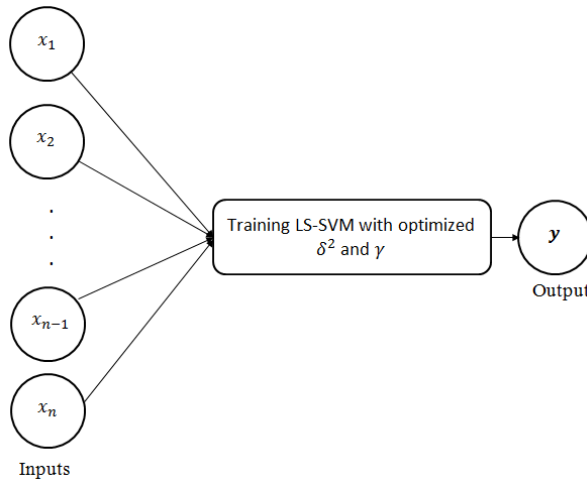 x₁
x₂
.
.
.
xₙ₋₁
xₙ
Inputs
Training LS-SVM with optimized
δ² and γ
y
Output